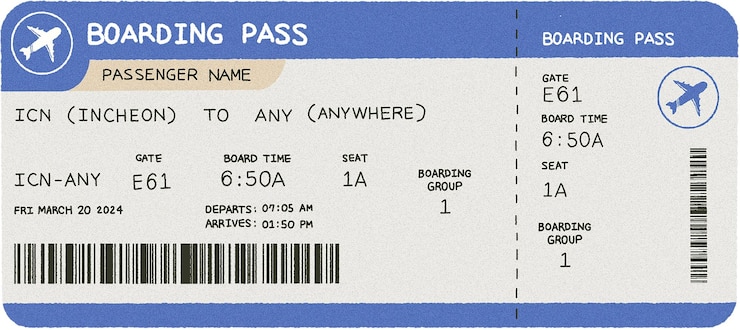 BOARDING PASS
PASSENGER NAME
ICN (INCHEON) TO ANY (ANYWHERE)
ICN-ANY
GATE
E61
BOARD TIME
6:50A
SEAT
1A
BOARDING
GROUP
1
FRI MARCH 20 2024
DEPARTS: 07:05 AM
ARRIVES: 01:50 PM
BOARDING PASS
GATE
E61
BOARD TIME
6:50A
SEAT
1A
BOARDING
GROUP
1